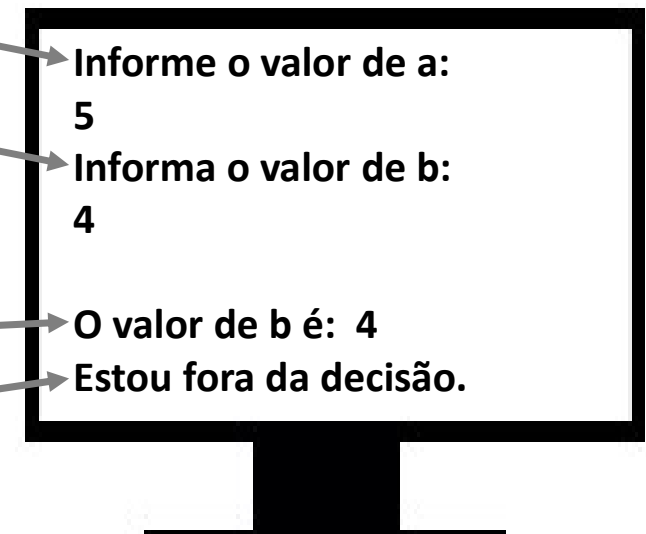 Informe o valor de a:
5
Informa o valor de b:
4
O valor de b é: 4
Estou fora da decisão.